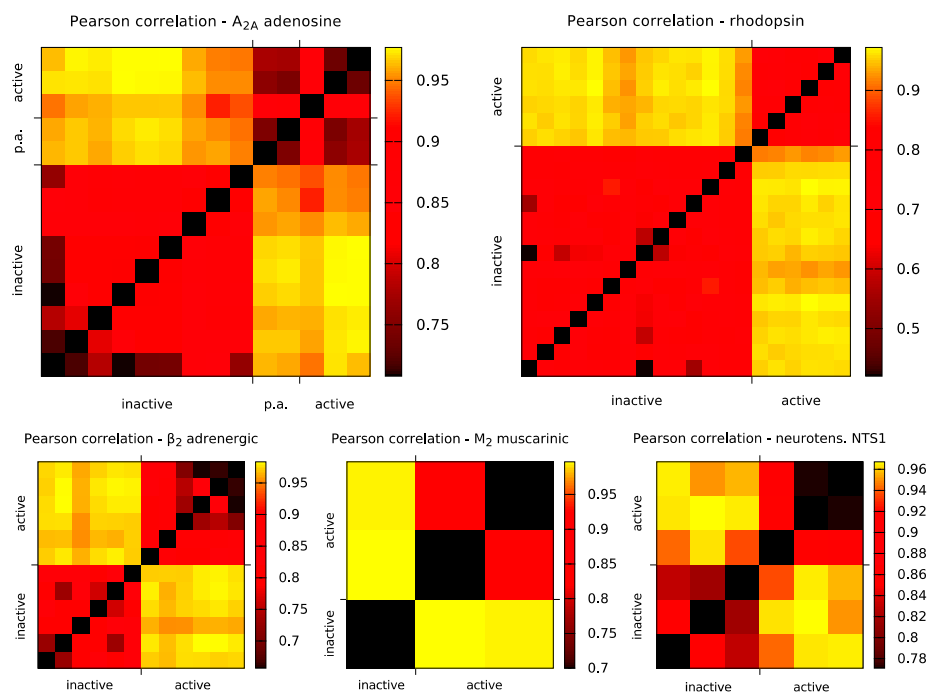 Pearson correlation - A2A adenosine
active
p.a.
inactive
inactive
p.a.
active
0.95
0.9
0.85
0.8
0.75
Pearson correlation - rhodopsin
active
inactive
inactive
active
0.9
0.8
0.7
0.6
0.5
Pearson correlation - β2 adrenergic
active
inactive
inactive
active
0.95
0.9
0.85
0.8
0.75
0.7
Pearson correlation - M2 muscarinic
active
inactive
inactive
active
0.95
0.9
0.85
0.8
0.75
0.7
Pearson correlation - neurotens. NTS1
active
inactive
inactive
active
0.96
0.94
0.92
0.9
0.88
0.86
0.84
0.82
0.8
0.78